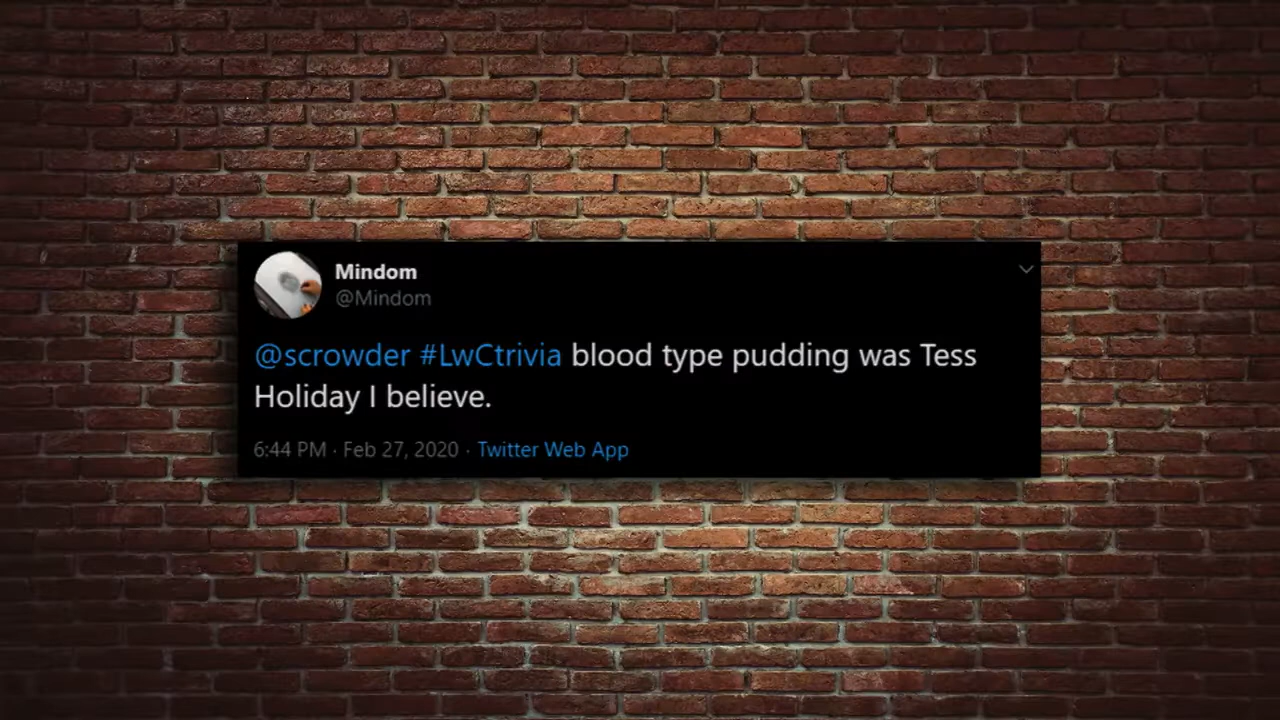 Mindom
@Mindom
@scrowder #LwCtrivia blood type pudding was Tess
Holiday I believe.
6:44 PM · Feb 27, 2020 · Twitter Web App